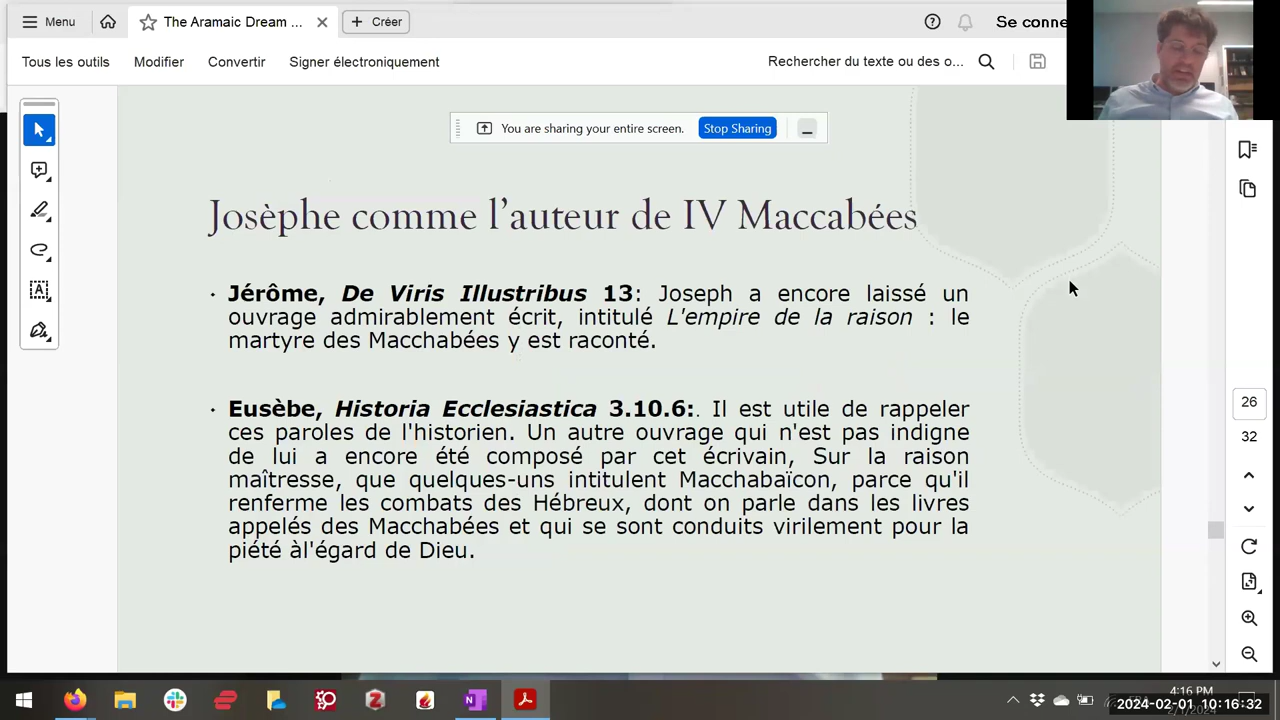 Menu
The Aramaic Dream ...
Créer
Se conne
Tous les outils
Modifier
Convertir
Signer électroniquement
Rechercher du texte ou des o...
You are sharing your entire screen.
Stop Sharing
Josèphe comme l'auteur de IV Maccabées
· Jérôme, De Viris Illustribus 13: Joseph a encore laissé un
ouvrage admirablement écrit, intitulé L'empire de la raison : le
martyre des Macchabées y est raconté.
· Eusèbe, Historia Ecclesiastica 3.10.6:. Il est utile de rappeler
ces paroles de l'historien. Un autre ouvrage qui n'est pas indigne
de lui a encore été composé par cet écrivain, Sur la raison
maîtresse, que quelques-uns intitulent Macchabaïcon, parce qu'il
renferme les combats des Hébreux, dont on parle dans les livres
appelés des Macchabées et qui se sont conduits virilement pour la
piété àl'égard de Dieu.
26
32
4:16 PM
2024-02-01 10:16:32